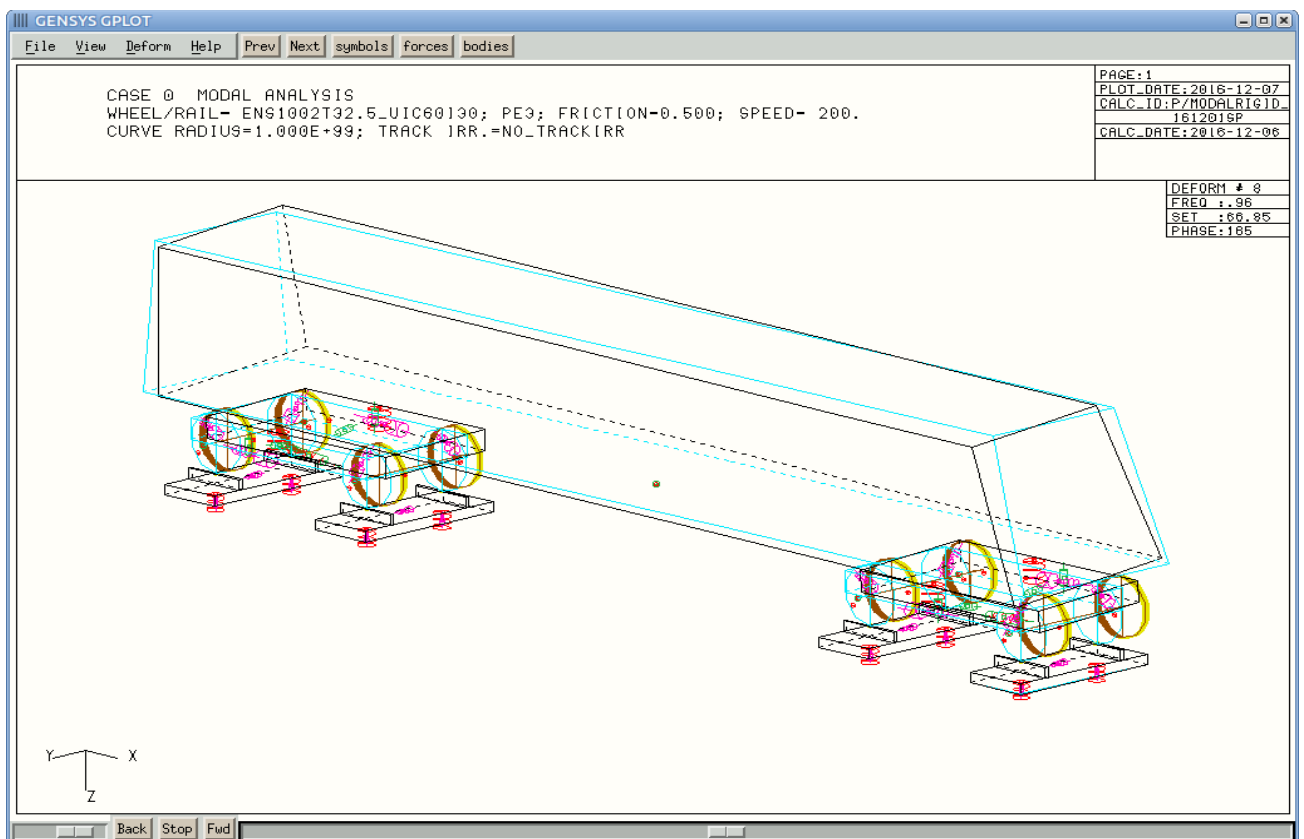 GENSYS GPLOT
File View Deform Help Prev Next symbols forces bodies
CASE 0 MODAL ANALYSIS
WHEEL/RAIL= ENS1002T32.5_UIC60I30; PE3; FRICTION=0.500; SPEED= 200.
CURVE RADIUS=1.000E+99; TRACK IRR.=NO_TRACKIRR
PAGE:1
PLOT_DATE:2016-12-07
CALC_ID:P/MODALRIGID_
161201SP
CALC_DATE:2016-12-06
DEFORM # 8
FREQ :.96
SET :66.85
PHASE:165
Y X
Z
Back Stop Fwd